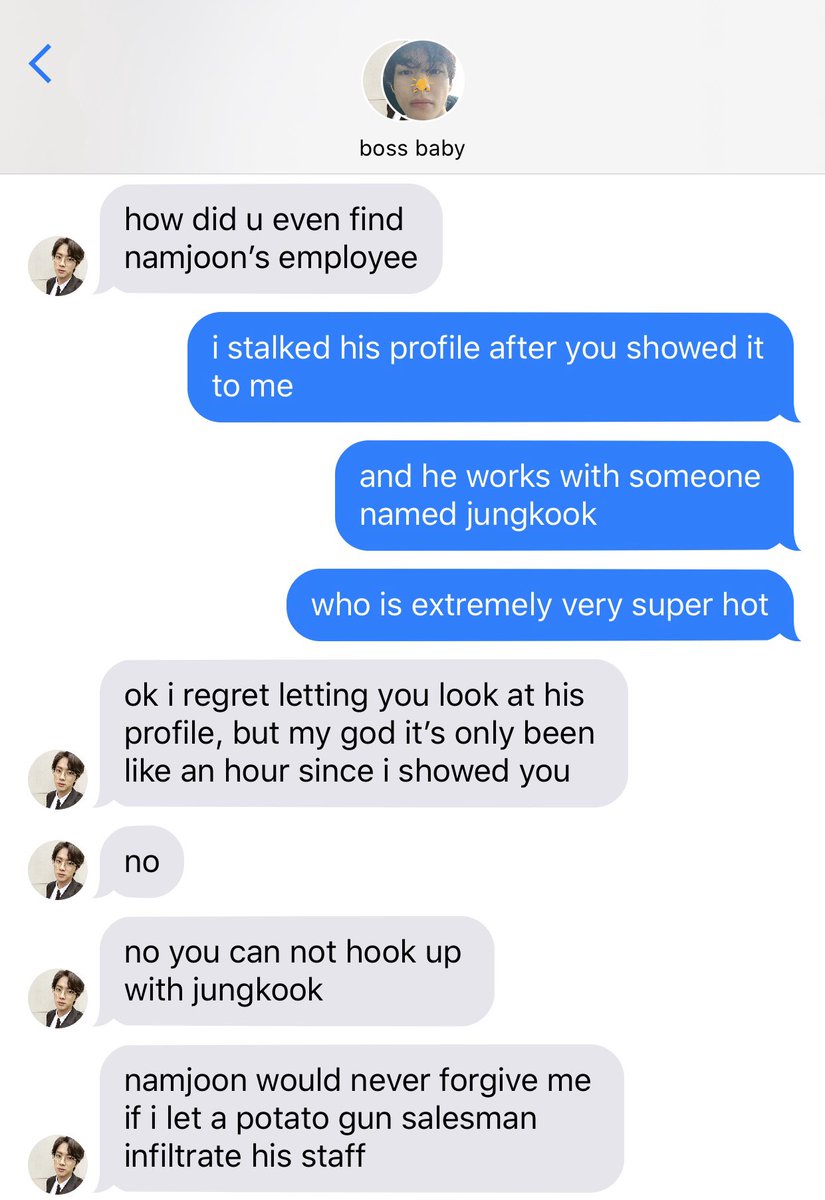 boss baby
how did u even find
namjoon’s employee
i stalked his profile after you showed it
to me
and he works with someone
named jungkook
who is extremely very super hot
ok i regret letting you look at his
profile, but my god it’s only been
like an hour since i showed you
no
no you can not hook up
with jungkook
namjoon would never forgive me
if i let a potato gun salesman
infiltrate his staff